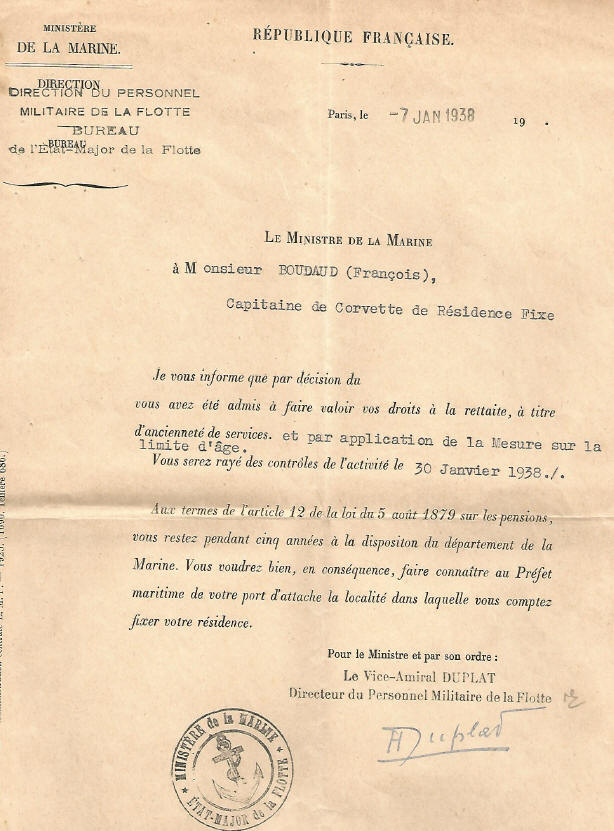 MINISTÈRE
DE LA MARINE.
RÉPUBLIQUE FRANÇAISE.
DIRECTION
DIRECTION DU PERSONNEL
MILITAIRE DE LA FLOTTE
BUREAU
BUREAU
de l'État-Major de la Flotte
Paris, le -7 JAN 1938 19 .
LE MINISTRE DE LA MARINE
à Monsieur BOUDAUD (François),
Capitaine de Corvette de Résidence Fixe
Je vous informe que par décision du
vous avez été admis à faire valoir vos droits à la rettaite, à titre
d'ancienneté de services. et par application de la Mesure sur la
limite d'âge.
Vous serez rayé des contrôles de l'activité le 30 Janvier 1938./.
Aux termes de l'article 12 de la loi du 5 août 1879 sur les pensions,
vous restez pendant cinq années à la dispositon du département de la
Marine. Vous voudrez bien, en conséquence, faire connaître au Préfet
maritime de votre port d'attache la localité dans laquelle vous comptez
fixer votre résidence.
Pour le Ministre et par son ordre :
Le Vice-Amiral DUPLAT
Directeur du Personnel Militaire de la Flotte
Duplat
MINISTÈRE de la MARINE
ÉTAT-MAJOR de la FLOTTE